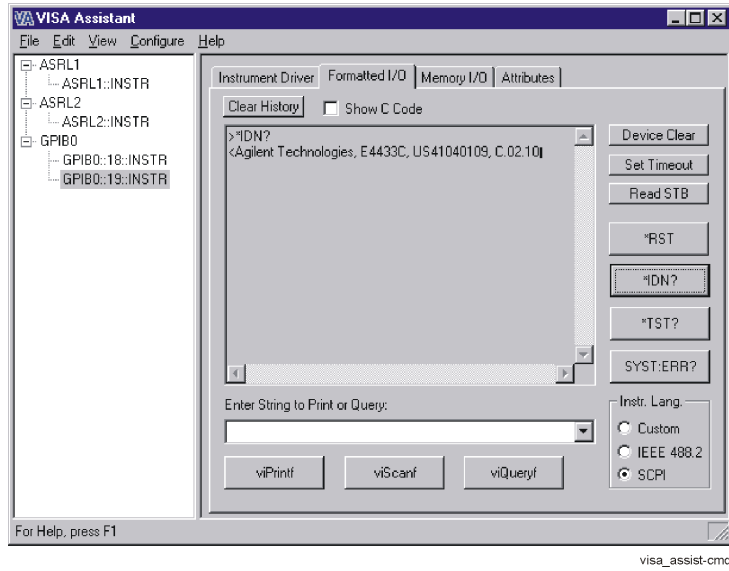 VA VISA Assistant
File Edit View Configure Help
ASRL1
ASRL1::INSTR
ASRL2
ASRL2::INSTR
GPIB0
GPIB0::18::INSTR
GPIB0::19::INSTR
Instrument Driver Formatted I/O Memory I/O Attributes
Clear History Show C Code
>*IDN?
<Agilent Technologies, E4433C, US41040109, C.02.10
Device Clear
Set Timeout
Read STB
*RST
*IDN?
*TST?
SYST:ERR?
Enter String to Print or Query:
viPrintf viScanf viQueryf
Instr. Lang.
Custom
IEEE 488.2
SCPI
For Help, press F1
visa_assist-cmd